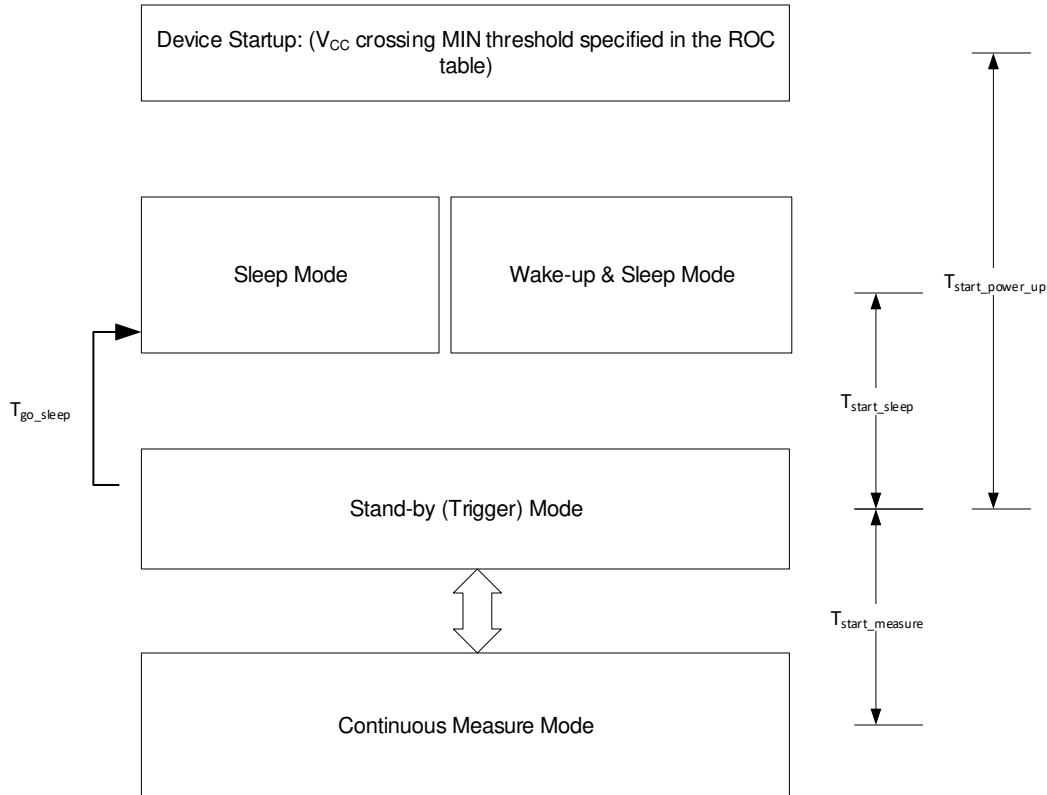 Device Startup: (VCC crossing MIN threshold specified in the ROC
table)
Sleep Mode
Wake-up & Sleep Mode
Tstart_power_up
Tgo_sleep
Tstart_sleep
Stand-by (Trigger) Mode
Tstart_measure
Continuous Measure Mode